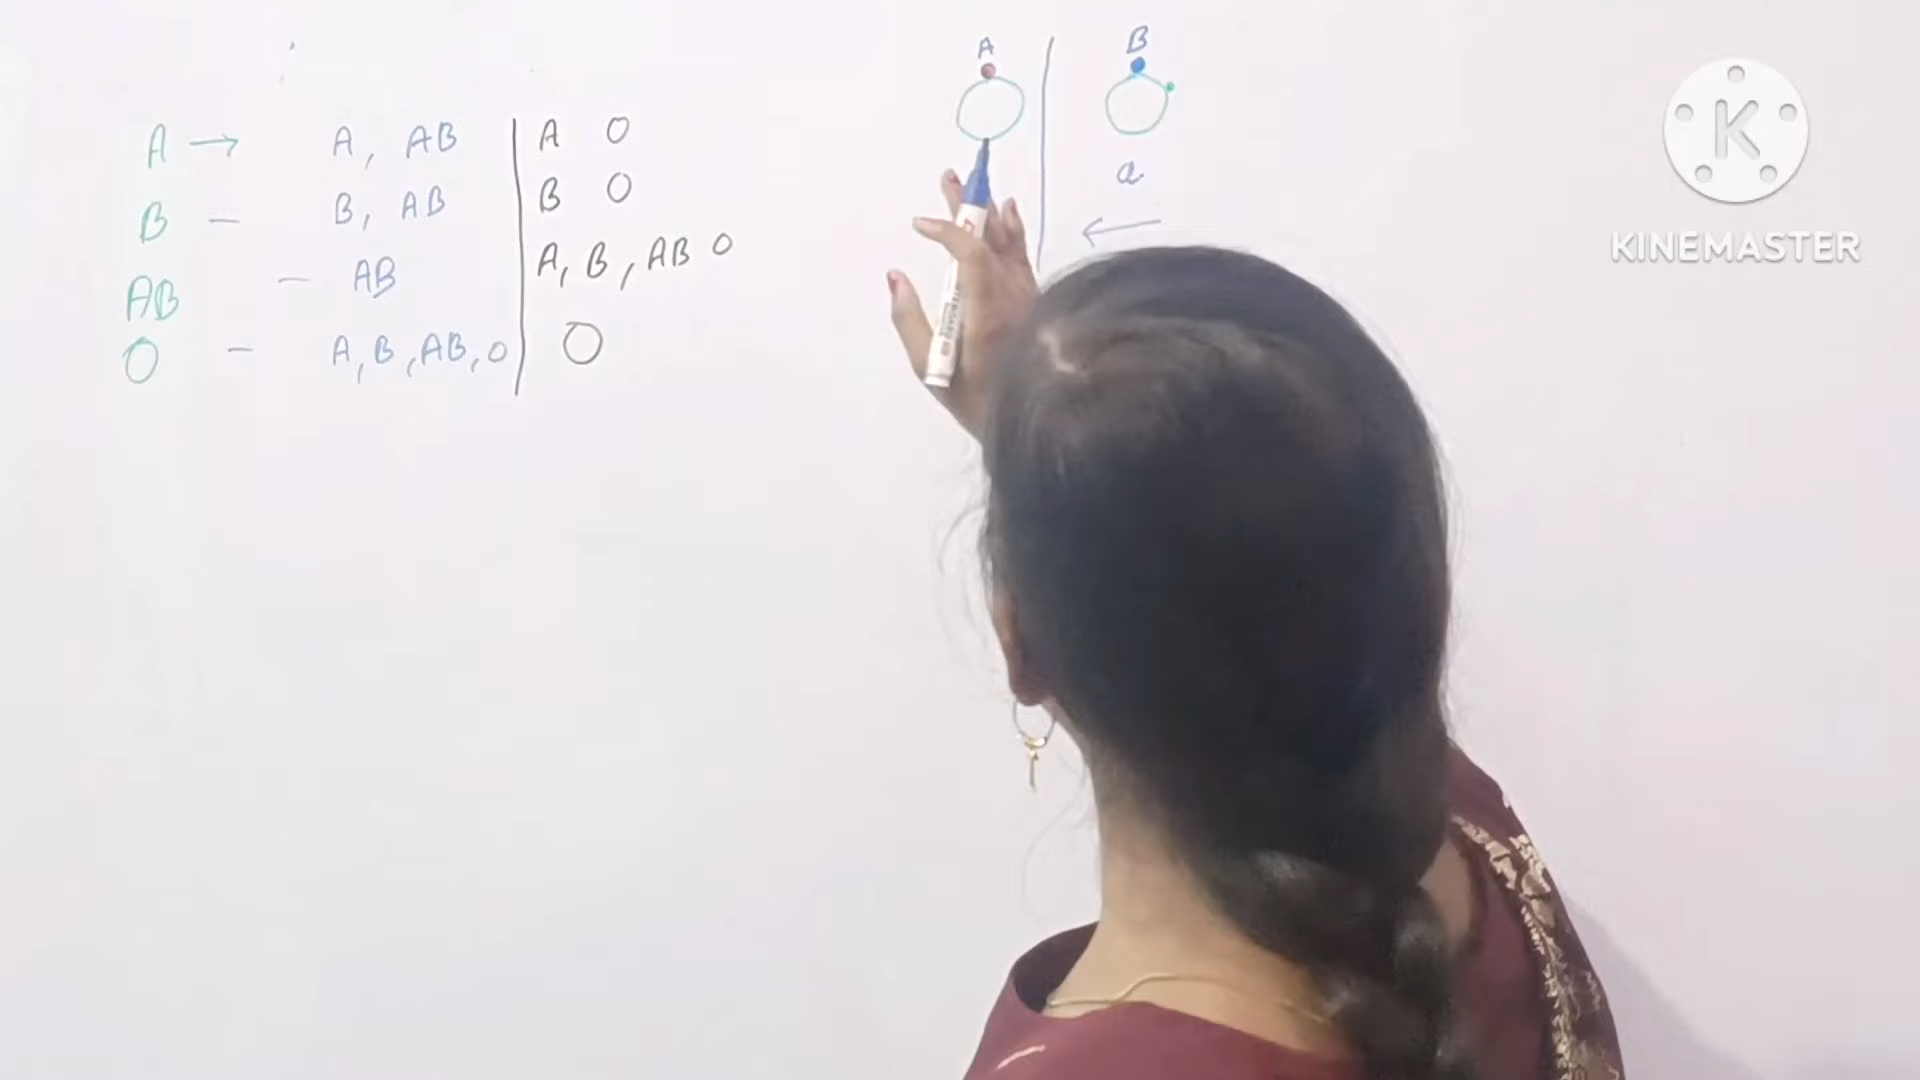 A → A, AB | A O
B – B, AB | B O
AB – AB | A, B, AB O
O – A, B, AB, O | O
A | B
a
←
K
KINEMASTER